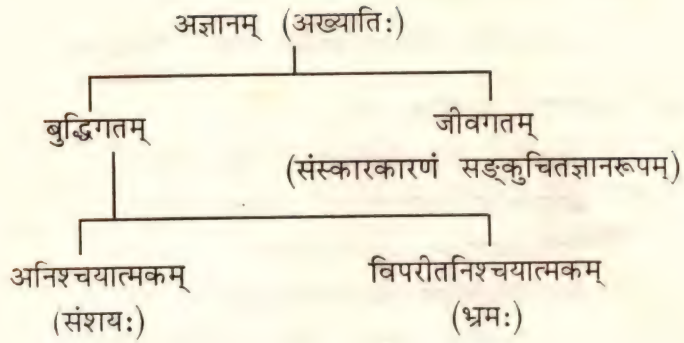 अज्ञानम् (अख्यातिः)
बुद्धिगतम् जीवगतम्
(संस्कारकारणं सङ्कुचितज्ञानरूपम्)
अनिश्चयात्मकम् विपरीतनिश्चयात्मकम्
(संशयः) (भ्रमः)